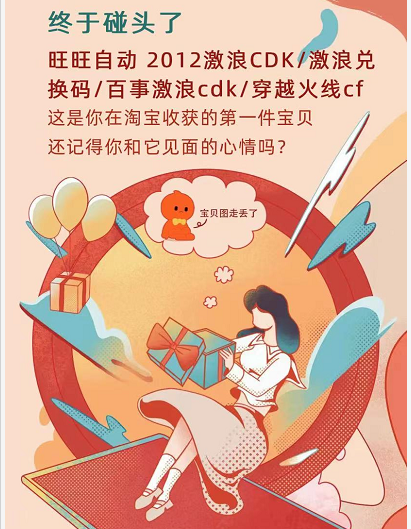 终于碰头了
旺旺自动 2012激浪CDK/激浪兑
换码/百事激浪cdk/穿越火线cf
这是你在淘宝收获的第一件宝贝
还记得你和它见面的心情吗?
宝贝图走丢了